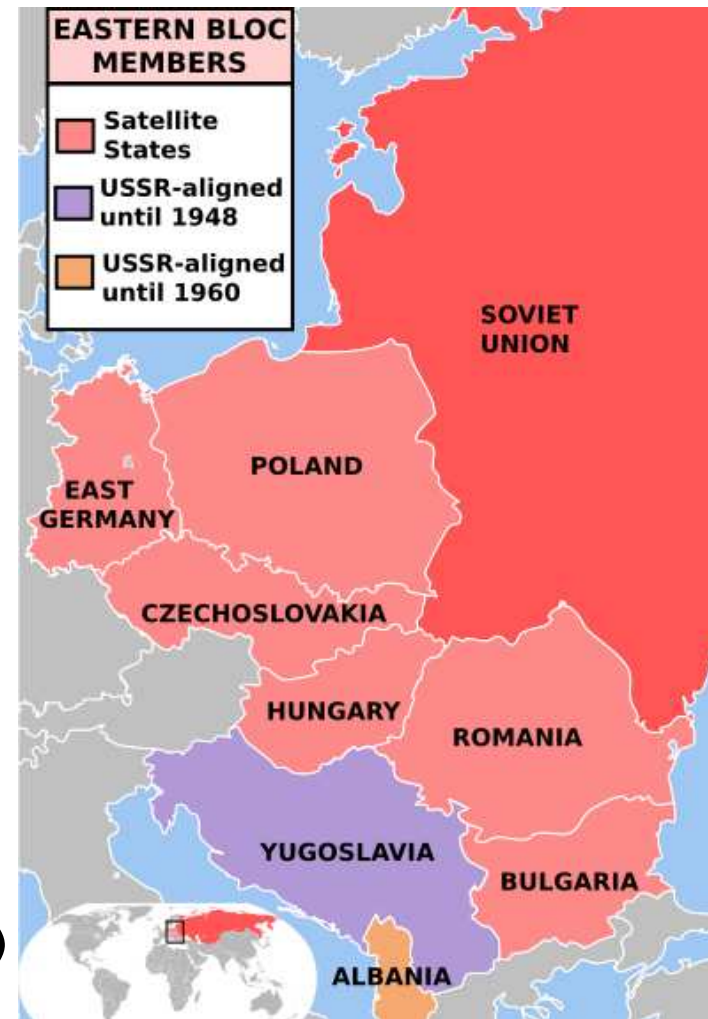 EASTERN BLOC
MEMBERS
Satellite
States
USSR-aligned
until 1948
USSR-aligned
until 1960
SOVIET
UNION
POLAND
EAST
GERMANY
CZECHOSLOVAKIA
HUNGARY
ROMANIA
YUGOSLAVIA
BULGARIA
ALBANIA
)